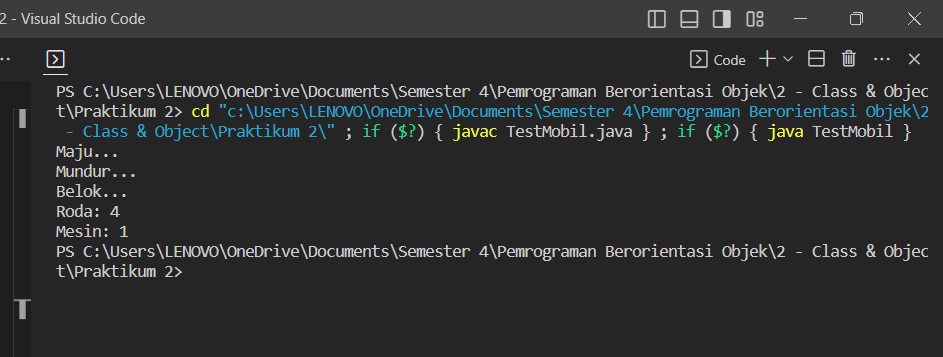 2 - Visual Studio Code
Code
PS C:\Users\LENOVO\OneDrive\Documents\Semester 4\Pemrograman Berorientasi Objek\2 - Class & Objec
t\Praktikum 2> cd "c:\Users\LENOVO\OneDrive\Documents\Semester 4\Pemrograman Berorientasi Objek\2
- Class & Object\Praktikum 2\" ; if ($?) { javac TestMobil.java } ; if ($?) { java TestMobil }
Maju...
Mundur...
Belok...
Roda: 4
Mesin: 1
PS C:\Users\LENOVO\OneDrive\Documents\Semester 4\Pemrograman Berorientasi Objek\2 - Class & Objec
t\Praktikum 2>